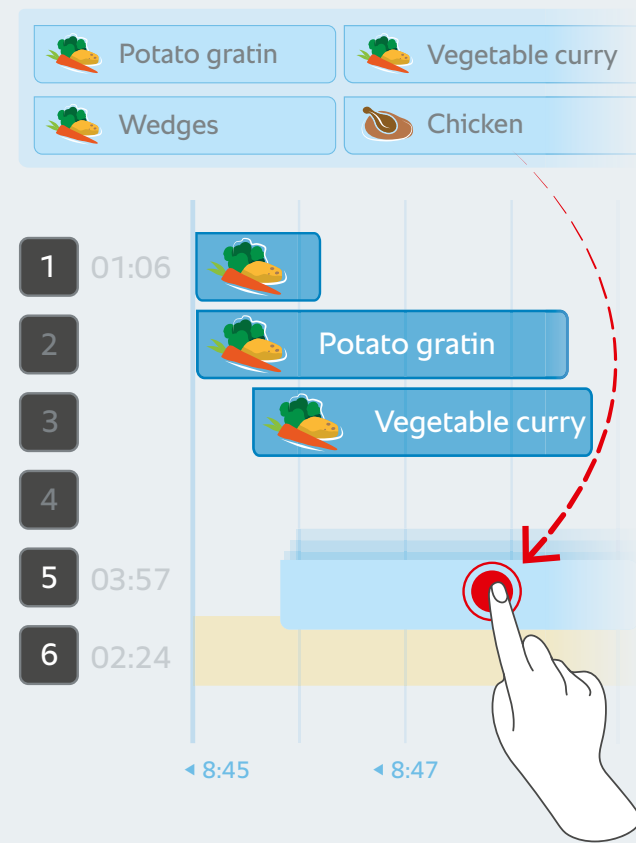 Potato gratin Vegetable curry
Wedges Chicken
1 01:06
2 Potato gratin
3 Vegetable curry
4
5 03:57
6 02:24
8:45 8:47